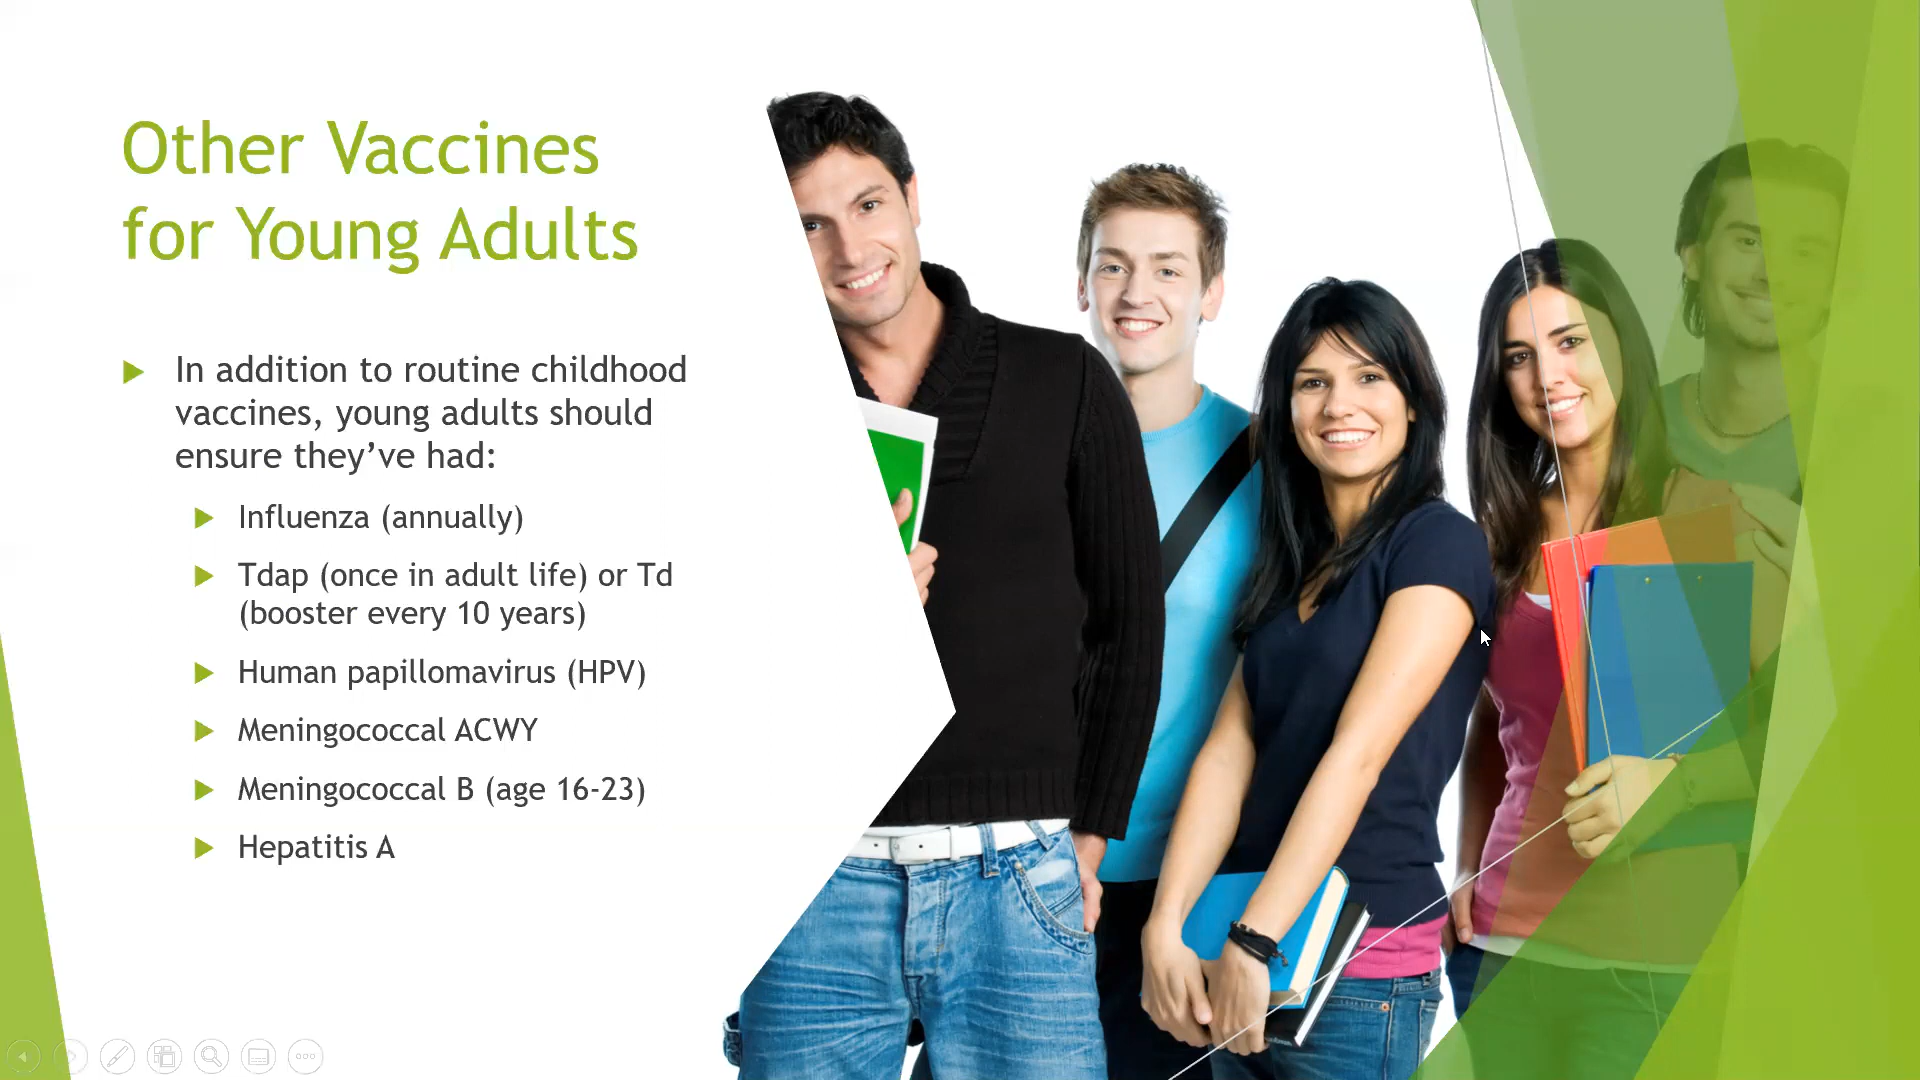 Other Vaccines
for Young Adults
In addition to routine childhood
vaccines, young adults should
ensure they’ve had:
Influenza (annually)
Tdap (once in adult life) or Td
(booster every 10 years)
Human papillomavirus (HPV)
Meningococcal ACWY
Meningococcal B (age 16-23)
Hepatitis A